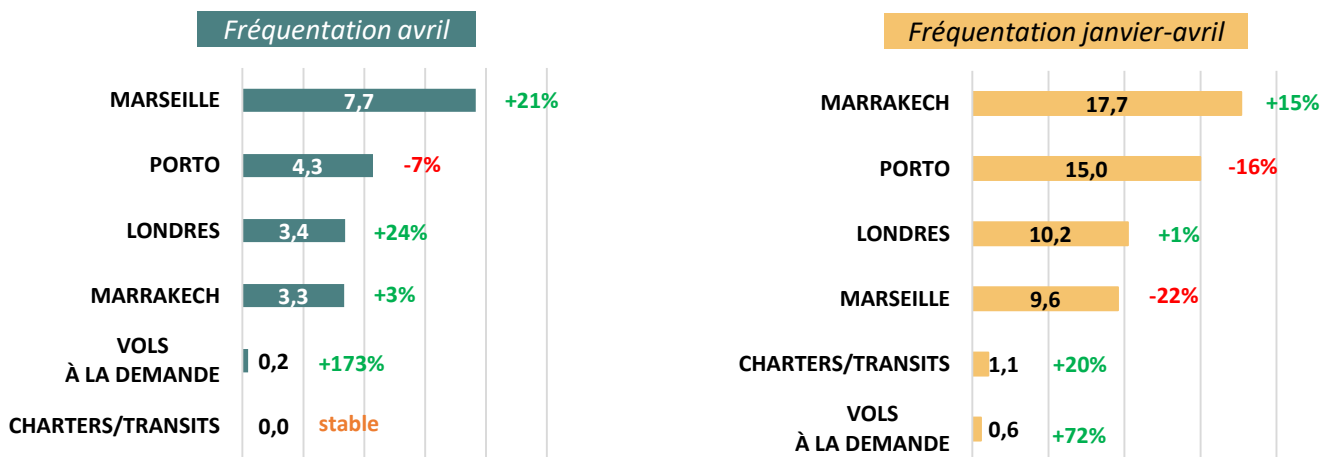 Fréquentation avril
MARSEILLE 7,7 +21%
PORTO 4,3 -7%
LONDRES 3,4 +24%
MARRAKECH 3,3 +3%
VOLS
À LA DEMANDE 0,2 +173%
CHARTERS/TRANSITS 0,0 stable
Fréquentation janvier-avril
MARRAKECH 17,7 +15%
PORTO 15,0 -16%
LONDRES 10,2 +1%
MARSEILLE 9,6 -22%
CHARTERS/TRANSITS 1,1 +20%
VOLS
À LA DEMANDE 0,6 +72%